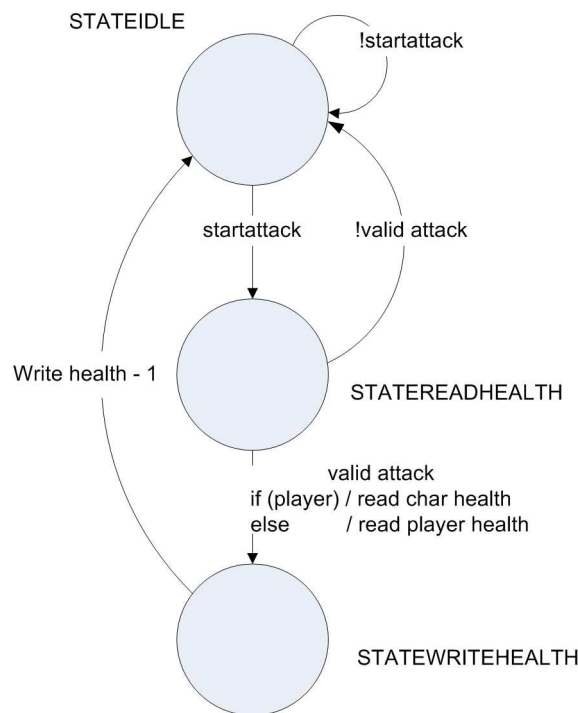 STATEIDLE
!startattack
startattack
!valid attack
Write health - 1
STATEREADHEALTH
valid attack
if (player) / read char health
else / read player health
STATEWRITEHEALTH